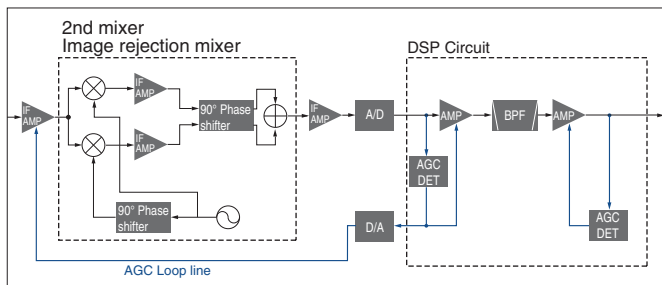 2nd mixer
Image rejection mixer
DSP Circuit
IF
AMP
IF
AMP
IF
AMP
90° Phase
shifter
IF
AMP
A/D
AMP
BPF
AMP
AGC
DET
90° Phase
shifter
D/A
AGC
DET
AGC Loop line